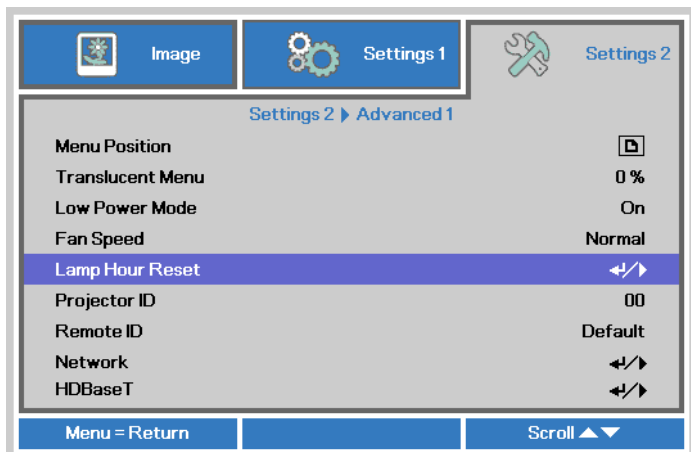 Image Settings 1 Settings 2
Settings 2 Advanced 1
Menu Position
Translucent Menu 0 %
Low Power Mode On
Fan Speed Normal
Lamp Hour Reset
Projector ID 00
Remote ID Default
Network
HDBaseT
Menu = Return Scroll